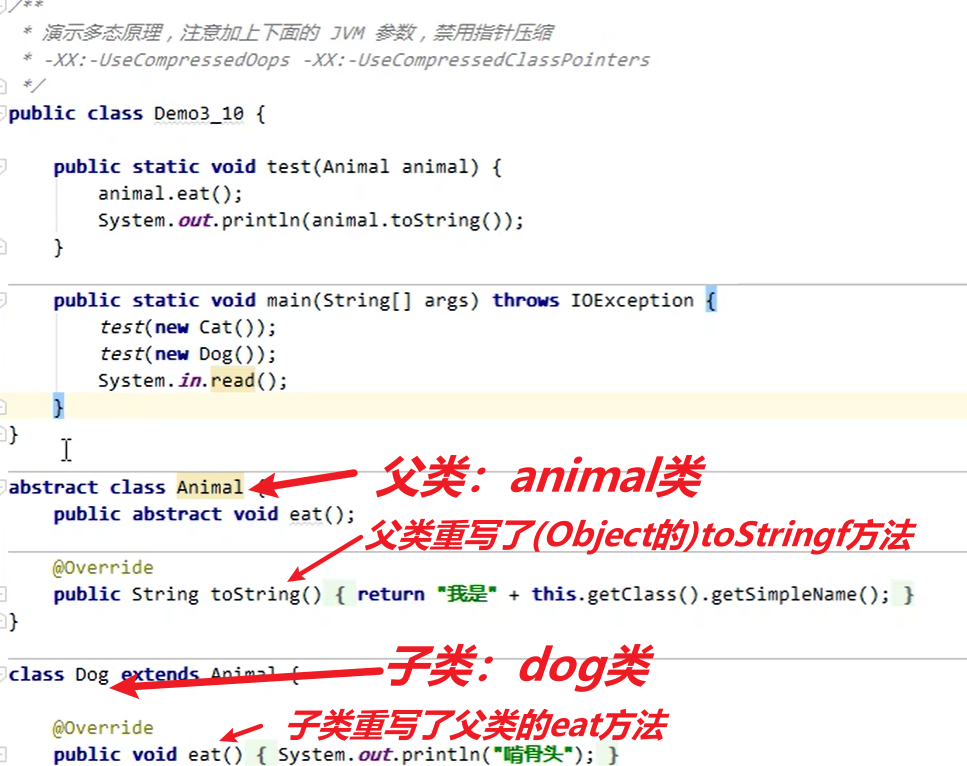 /**
* 演示多态原理，注意加上下面的 JVM 参数，禁用指针压缩
* -XX:-UseCompressedOops -XX:-UseCompressedClassPointers
*/
public class Demo3_10 {
public static void test(Animal animal) {
animal.eat();
System.out.println(animal.toString());
}
public static void main(String[] args) throws IOException {
test(new Cat());
test(new Dog());
System.in.read();
}
}
父类：animal类
abstract class Animal {
public abstract void eat();
父类重写了(Object的)toStringf方法
@Override
public String toString() { return "我是" + this.getClass().getSimpleName(); }
}
子类：dog类
class Dog extends Animal {
子类重写了父类的eat方法
@Override
public void eat() { System.out.println("啃骨头"); }